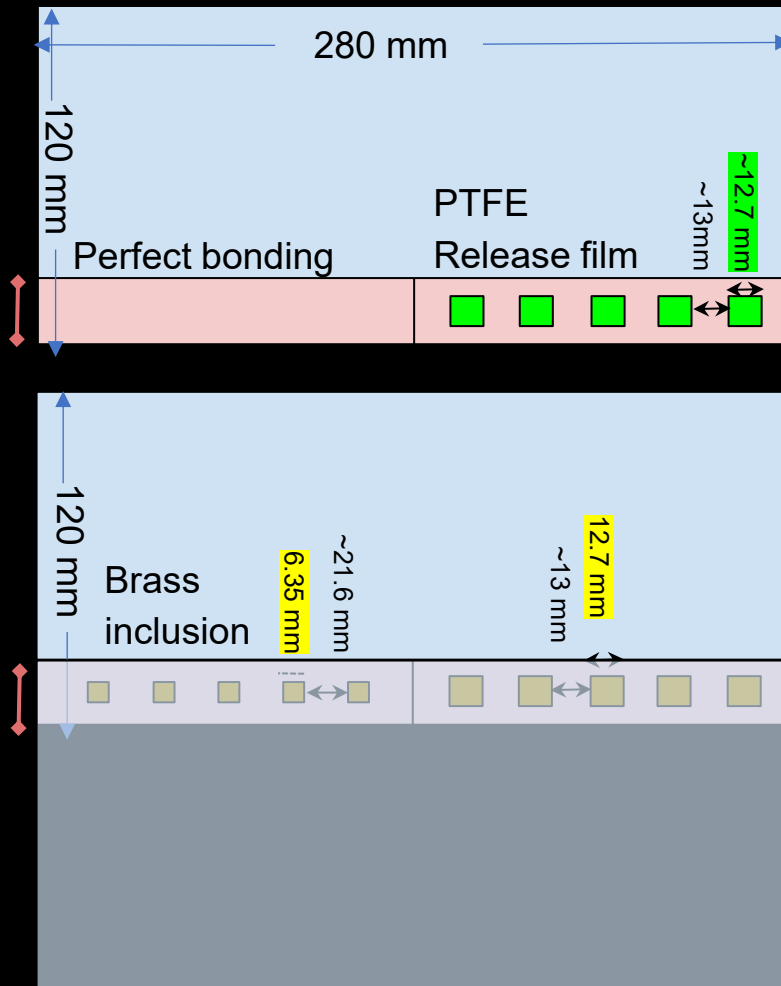 280 mm
120 mm
~12.7 mm
~13mm
PTFE
Release film
Perfect bonding
120 mm
12.7 mm
~13 mm
~21.6 mm
6.35 mm
Brass
inclusion